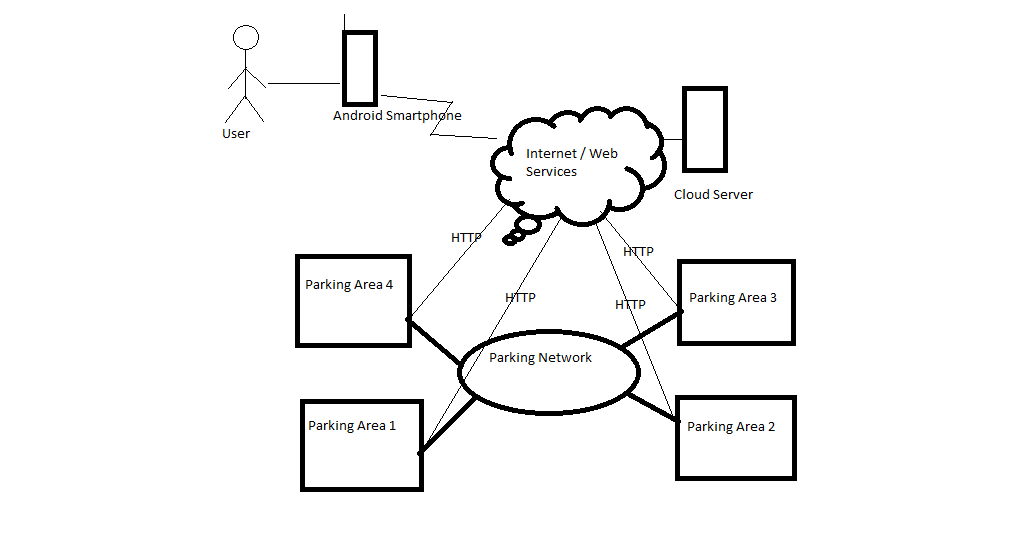 Android Smartphone
User
Internet / Web
Services
Cloud Server
HTTP
HTTP
Parking Area 4
Parking Area 3
HTTP
HTTP
Parking Network
Parking Area 1
Parking Area 2